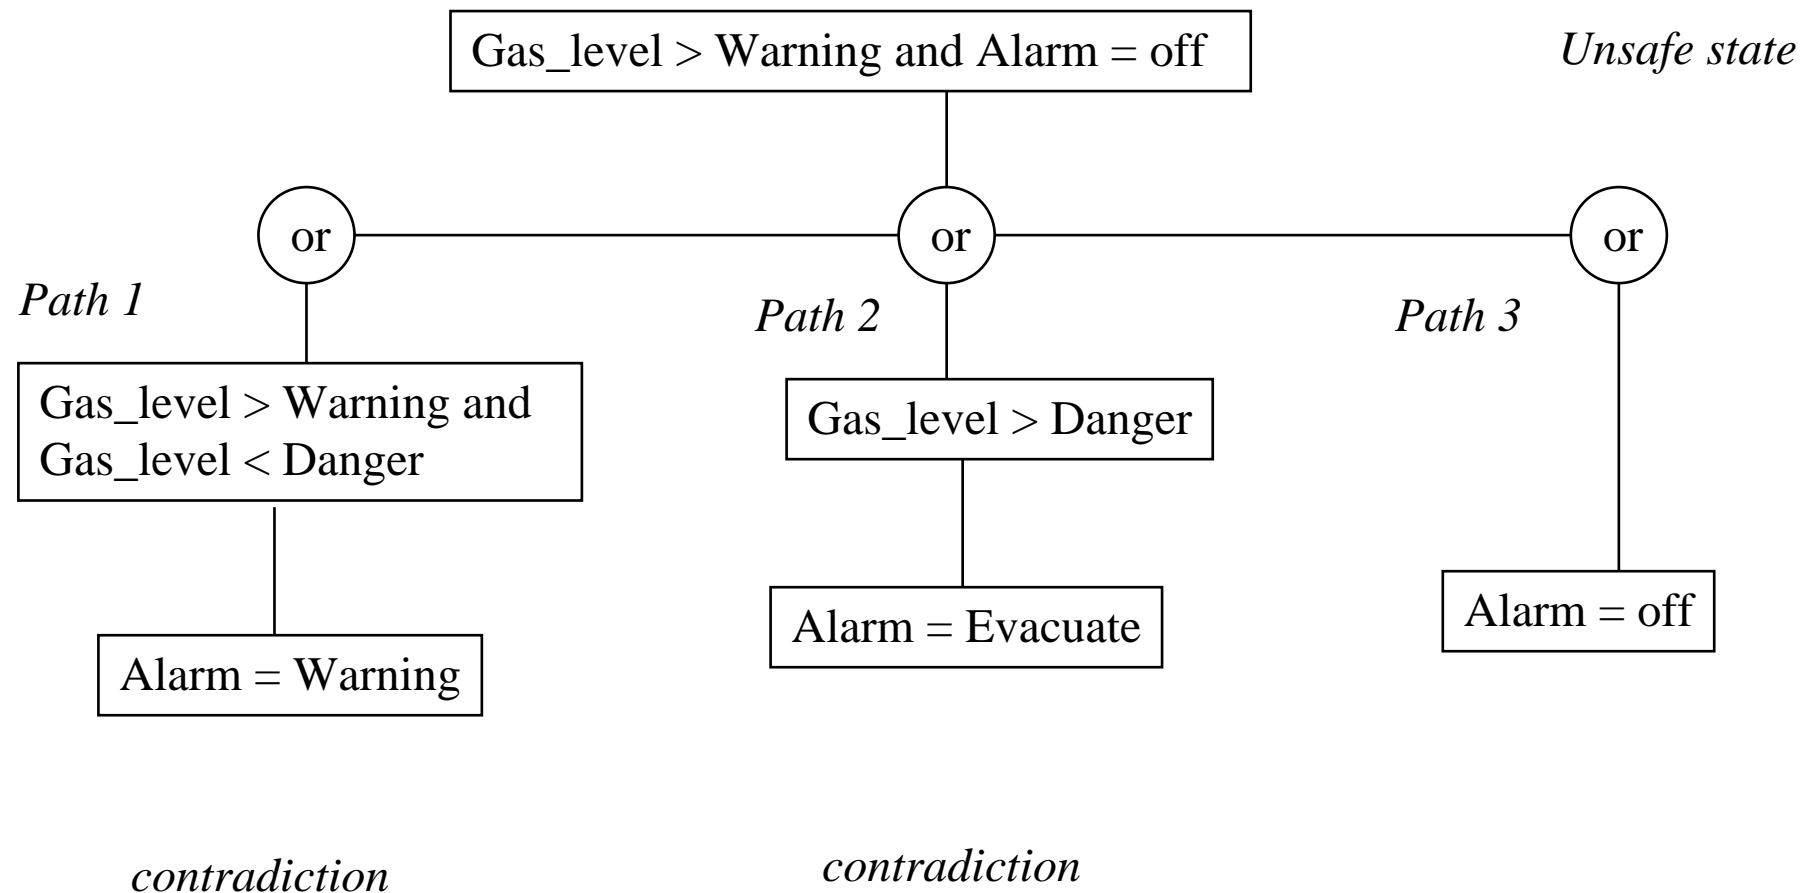 Gas_level > Warning and Alarm = off
Unsafe state
or
or
or
Path 1
Path 2
Path 3
Gas_level > Warning and
Gas_level < Danger
Gas_level > Danger
Alarm = Warning
Alarm = Evacuate
Alarm = off
contradiction
contradiction